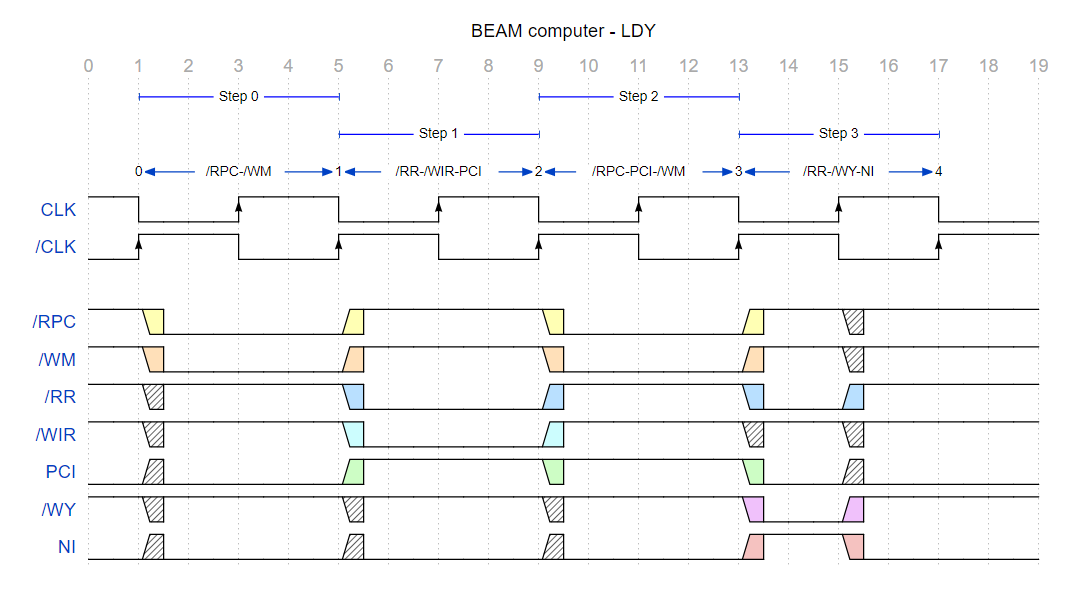 BEAM computer - LDY
0 1 2 3 4 5 6 7 8 9 10 11 12 13 14 15 16 17 18 19
Step 0 Step 2
Step 1 Step 3
0 /RPC-/WM 1 /RR-/WIR-PCI 2 /RPC-PCI-/WM 3 /RR-/WY-NI 4
CLK
/CLK
/RPC
/WM
/RR
/WIR
PCI
/WY
NI